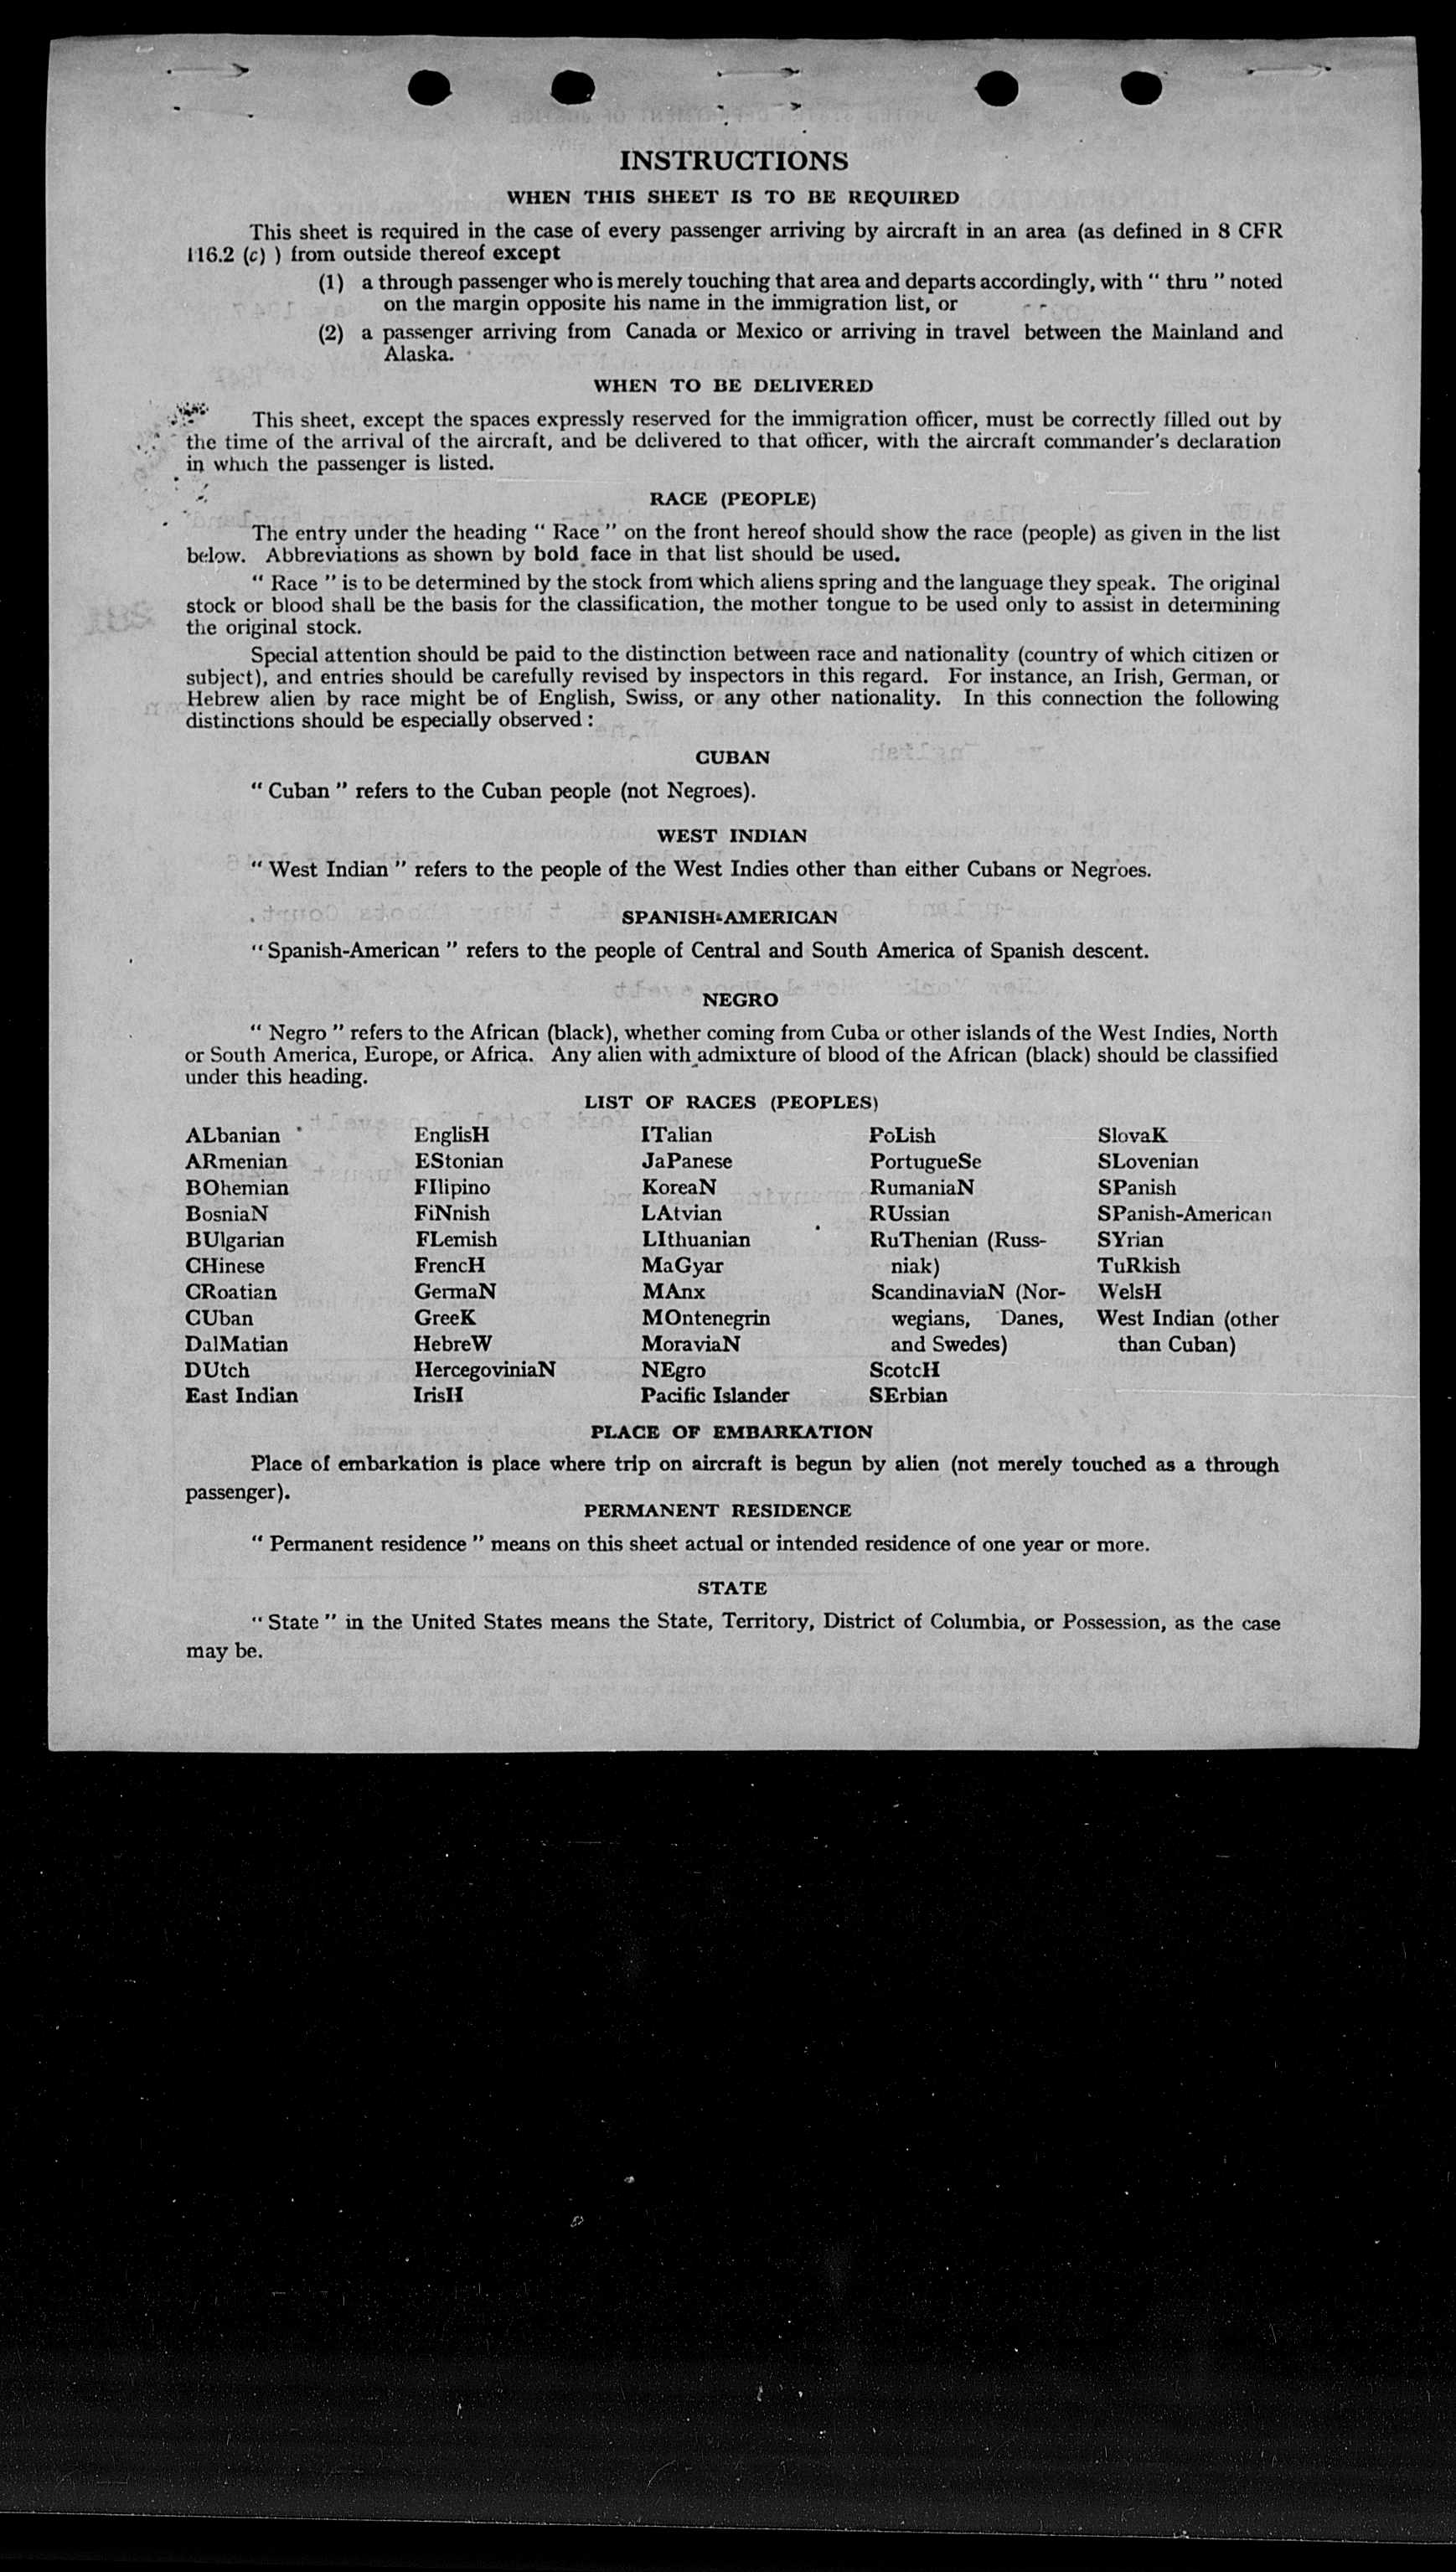 INSTRUCTIONS
WHEN THIS SHEET IS TO BE REQUIRED
This sheet is required in the case of every passenger arriving by aircraft in an area (as defined in 8 CFR
116.2 (c) ) from outside thereof except
(1) a through passenger who is merely touching that area and departs accordingly, with " thru " noted
on the margin opposite his name in the immigration list, or
(2) a passenger arriving from Canada or Mexico or arriving in travel between the Mainland and
Alaska.
WHEN TO BE DELIVERED
This sheet, except the spaces expressly reserved for the immigration officer, must be correctly filled out by
the time of the arrival of the aircraft, and be delivered to that officer, with the aircraft commander's declaration
in which the passenger is listed.
RACE (PEOPLE)
The entry under the heading " Race " on the front hereof should show the race (people) as given in the list
below. Abbreviations as shown by bold face in that list should be used.
" Race " is to be determined by the stock from which aliens spring and the language they speak. The original
stock or blood shall be the basis for the classification, the mother tongue to be used only to assist in determining
the original stock.
Special attention should be paid to the distinction between race and nationality (country of which citizen or
subject), and entries should be carefully revised by inspectors in this regard. For instance, an Irish, German, or
Hebrew alien by race might be of English, Swiss, or any other nationality. In this connection the following
distinctions should be especially observed :
CUBAN
" Cuban " refers to the Cuban people (not Negroes).
WEST INDIAN
" West Indian " refers to the people of the West Indies other than either Cubans or Negroes.
SPANISH-AMERICAN
" Spanish-American " refers to the people of Central and South America of Spanish descent.
NEGRO
" Negro " refers to the African (black), whether coming from Cuba or other islands of the West Indies, North
or South America, Europe, or Africa. Any alien with admixture of blood of the African (black) should be classified
under this heading.
LIST OF RACES (PEOPLES)
ALbanian
ARmenian
BOhemian
BosniaN
BUlgarian
CHinese
CRoatian
CUban
DalMatian
DUtch
East Indian
EnglisH
EStonian
FIlipino
FiNnish
FLemish
FrencH
GermaN
GreeK
HebreW
HercegoviniaN
IrisH
ITalian
JaPanese
KoreaN
LAtvian
LIthuanian
MaGyar
MAnx
MOntenegrin
MoraviaN
NEgro
Pacific Islander
PoLish
PortugueSe
RumaniaN
RUssian
RuThenian (Russ-
niak)
ScandinaviaN (Nor-
wegians, Danes,
and Swedes)
ScotcH
SErbian
SlovaK
SLovenian
SPanish
SPanish-American
SYrian
TuRkish
WelsH
West Indian (other
than Cuban)
PLACE OF EMBARKATION
Place of embarkation is place where trip on aircraft is begun by alien (not merely touched as a through
passenger).
PERMANENT RESIDENCE
" Permanent residence " means on this sheet actual or intended residence of one year or more.
STATE
" State " in the United States means the State, Territory, District of Columbia, or Possession, as the case
may be.